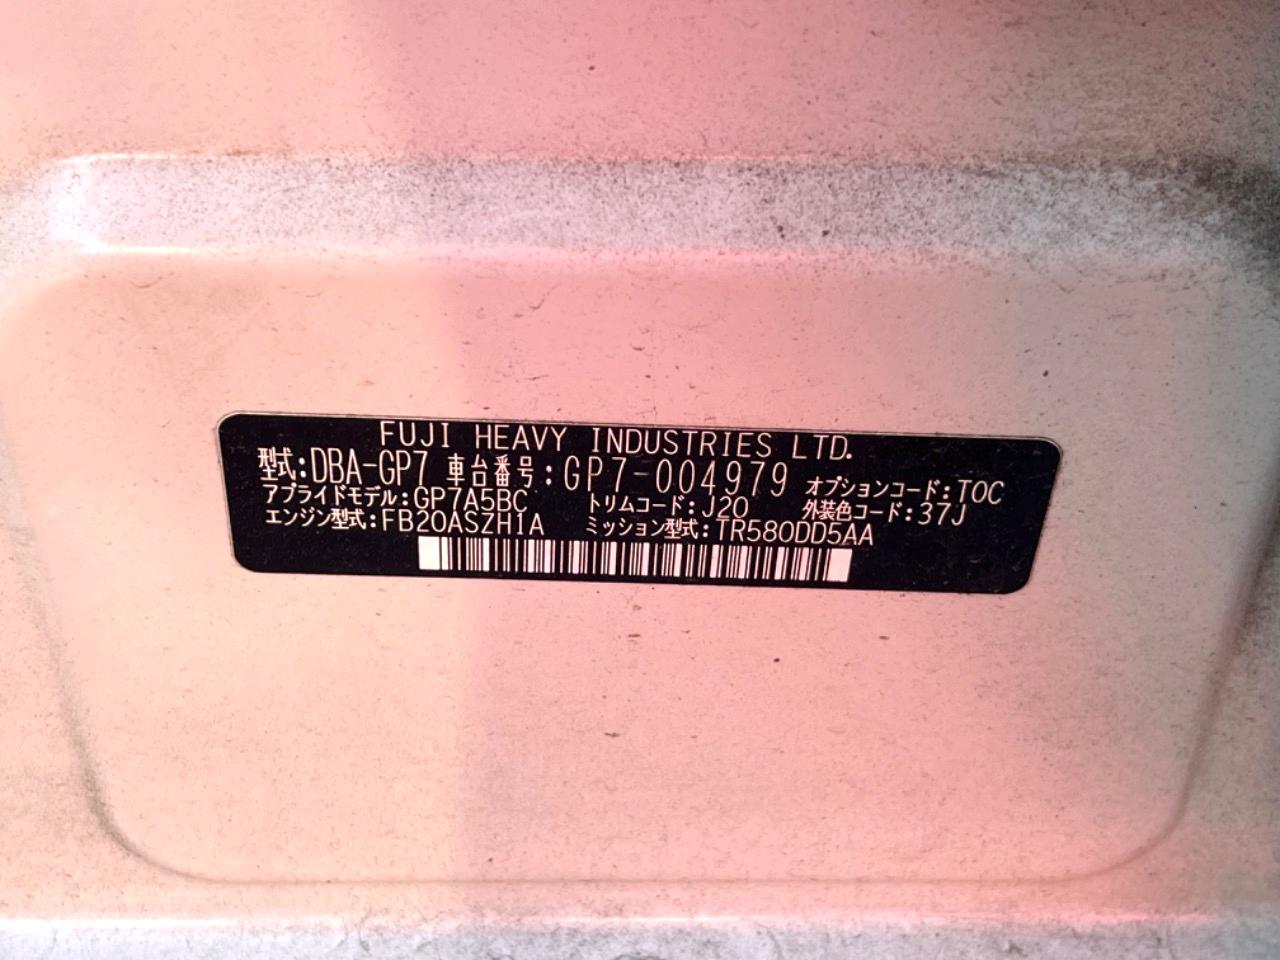 FUJI HEAVY INDUSTRIES LTD.
型式:DBA-GP7 車台番号:GP7-004979 オプションコード:TOC
アプライドモデル:GP7A5BC トリムコード:J20 外装色コード:37J
エンジン型式:FB20ASZH1A ミッション型式:TR580DD5AA